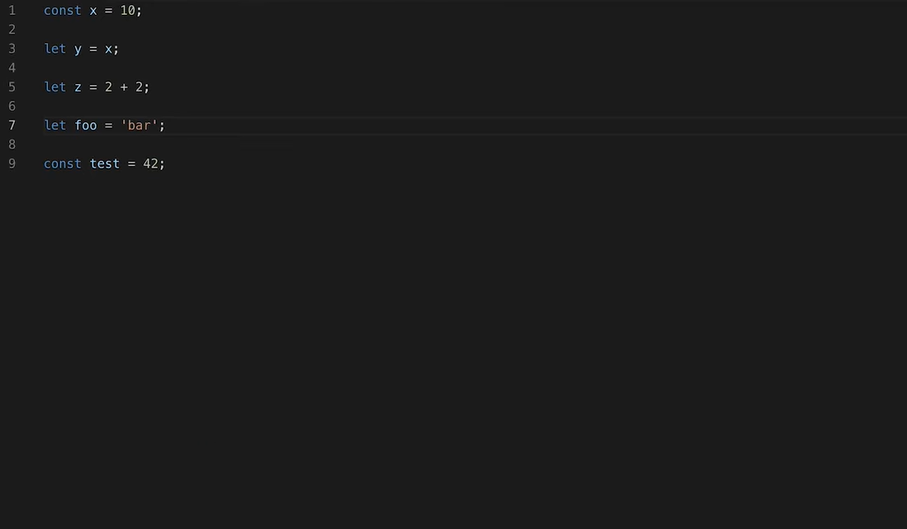 1 const x = 10;
2
3 let y = x;
4
5 let z = 2 + 2;
6
7 let foo = 'bar';
8
9 const test = 42;